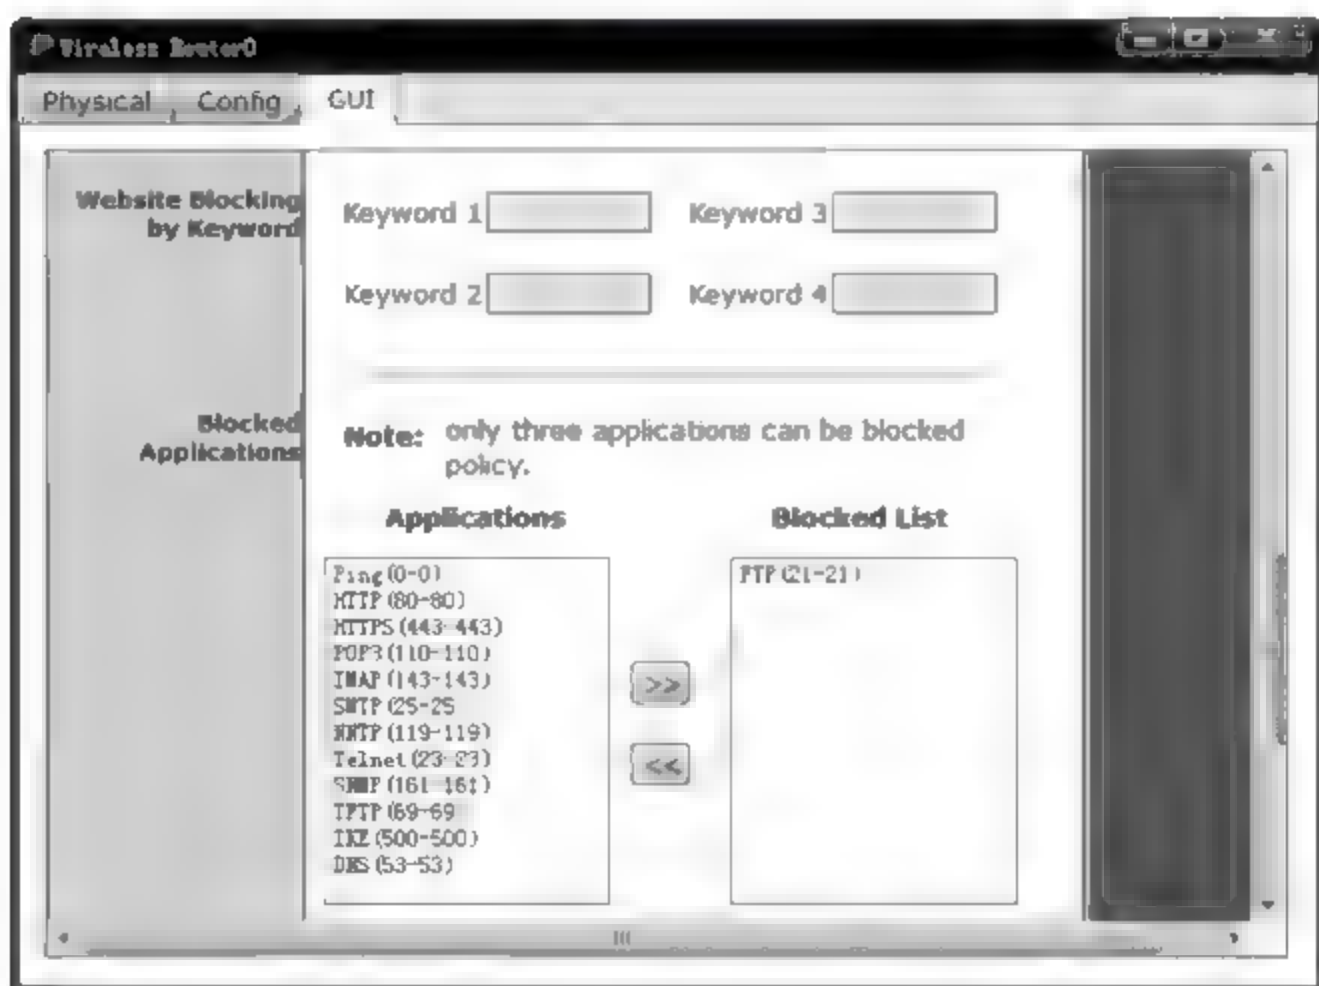 Wireless Router0
Physical Config GUI
Website Blocking by Keyword
Keyword 1 Keyword 3
Keyword 2 Keyword 4
Blocked Applications
Note: only three applications can be blocked
policy.
Applications Blocked List
Ping(0-0) FTP(21-21)
HTTP(80-80)
HTTPS(443-443)
POP3(110-110)
IMAP(143-143)
SMTP(25-25
NNTP(119-119)
Telnet(23-23)
SNMP(161-161)
TFTP(69-69
IKE(500-500)
DNS(53-53)
>>
<<